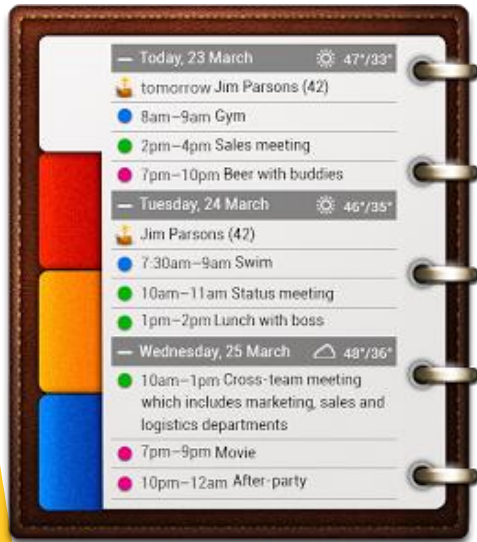 — Today, 23 March 47°/33°
tomorrow Jim Parsons (42)
8am–9am Gym
2pm–4pm Sales meeting
7pm–10pm Beer with buddies
— Tuesday, 24 March 46°/35°
Jim Parsons (42)
7:30am–9am Swim
10am–11am Status meeting
1pm–2pm Lunch with boss
— Wednesday, 25 March 48°/36°
10am–1pm Cross-team meeting
which includes marketing, sales and
logistics departments
7pm–9pm Movie
10pm–12am After-party